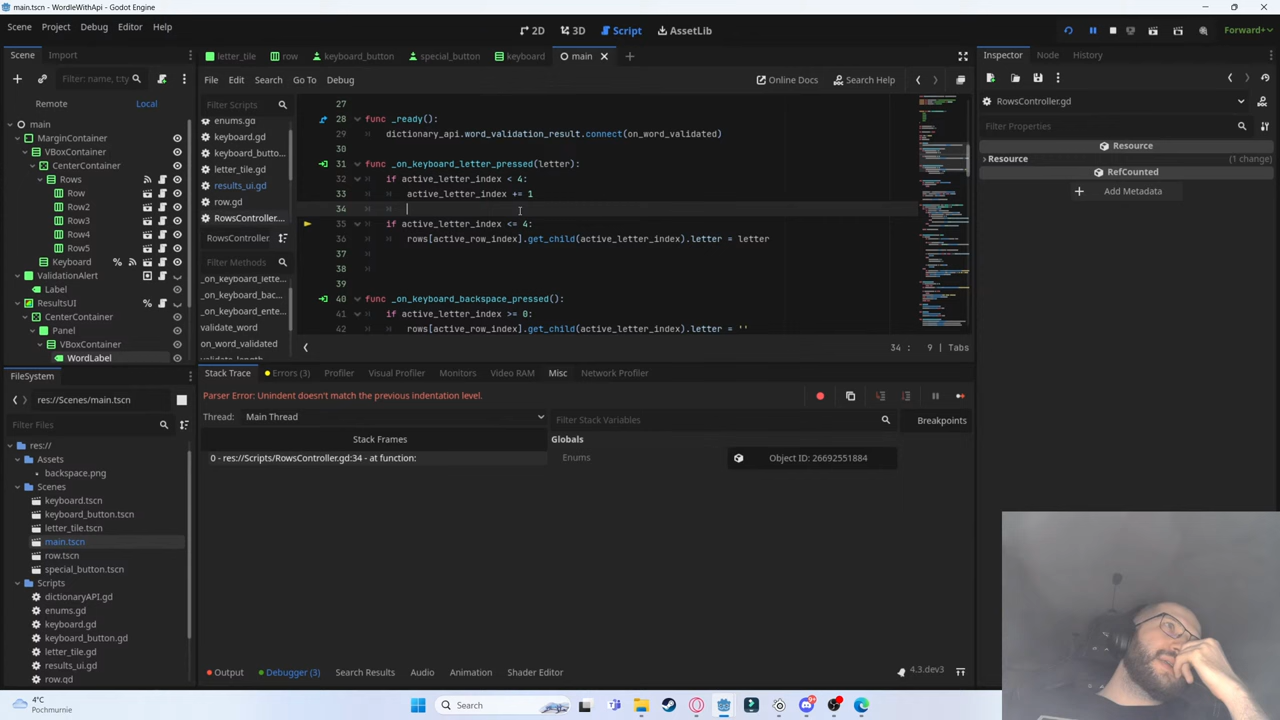 main.tscn - WordleWithApi - Godot Engine
Scene Project Debug Editor Help
2D 3D Script AssetLib
Forward+
Scene Import
letter_tile row keyboard_button special_button keyboard main
Inspector Node History
Filter: name, ty
File Edit Search Go To Debug
Online Docs Search Help
Remote Local
Filter Scripts
RowsController.gd
Filter Properties
Resource
Resource (1 change)
RefCounted
Add Metadata
main
MarginContainer
VBoxContainer
CenterContainer
Rows
Row
Row2
Row3
Row4
Row5
Keyboard
ValidationAlert
Label
ResultsUI
CenterContainer
Panel
VBoxContainer
WordLabel
enums.gd
keyboard.gd
keyboard_butto...
letter_tile.gd
results_ui.gd
row.gd
RowsController....
RowsController
Filter Methods
_on_keyboard_lette...
_on_keyboard_bac...
_on_keyboard_ente...
validate_word
on_word_validated
validate_length
27
28 func _ready():
29 dictionary_api.word_validation_result.connect(on_word_validated)
30
31 func _on_keyboard_letter_pressed(letter):
32 if active_letter_index < 4:
33 active_letter_index += 1
34
35 if active_letter_index <= 4:
36 rows[active_row_index].get_child(active_letter_index).letter = letter
37
38
39
40 func _on_keyboard_backspace_pressed():
41 if active_letter_index >= 0:
42 rows[active_row_index].get_child(active_letter_index).letter = ''
34 : 9 | Tabs
FileSystem
res://Scenes/main.tscn
Filter Files
res://
Assets
backspace.png
Scenes
keyboard.tscn
keyboard_button.tscn
letter_tile.tscn
main.tscn
row.tscn
special_button.tscn
Scripts
dictionaryAPI.gd
enums.gd
keyboard.gd
keyboard_button.gd
letter_tile.gd
results_ui.gd
row.gd
Stack Trace Errors (3) Profiler Visual Profiler Monitors Video RAM Misc Network Profiler
Parser Error: Unindent doesn't match the previous indentation level.
Thread: Main Thread
Filter Stack Variables
Breakpoints
Stack Frames
0 - res://Scripts/RowsController.gd:34 - at function:
Globals
Enums Object ID: 26692551884
Output Debugger (3) Search Results Audio Animation Shader Editor
4.3.dev3
4°C
Pochmurnie
Search